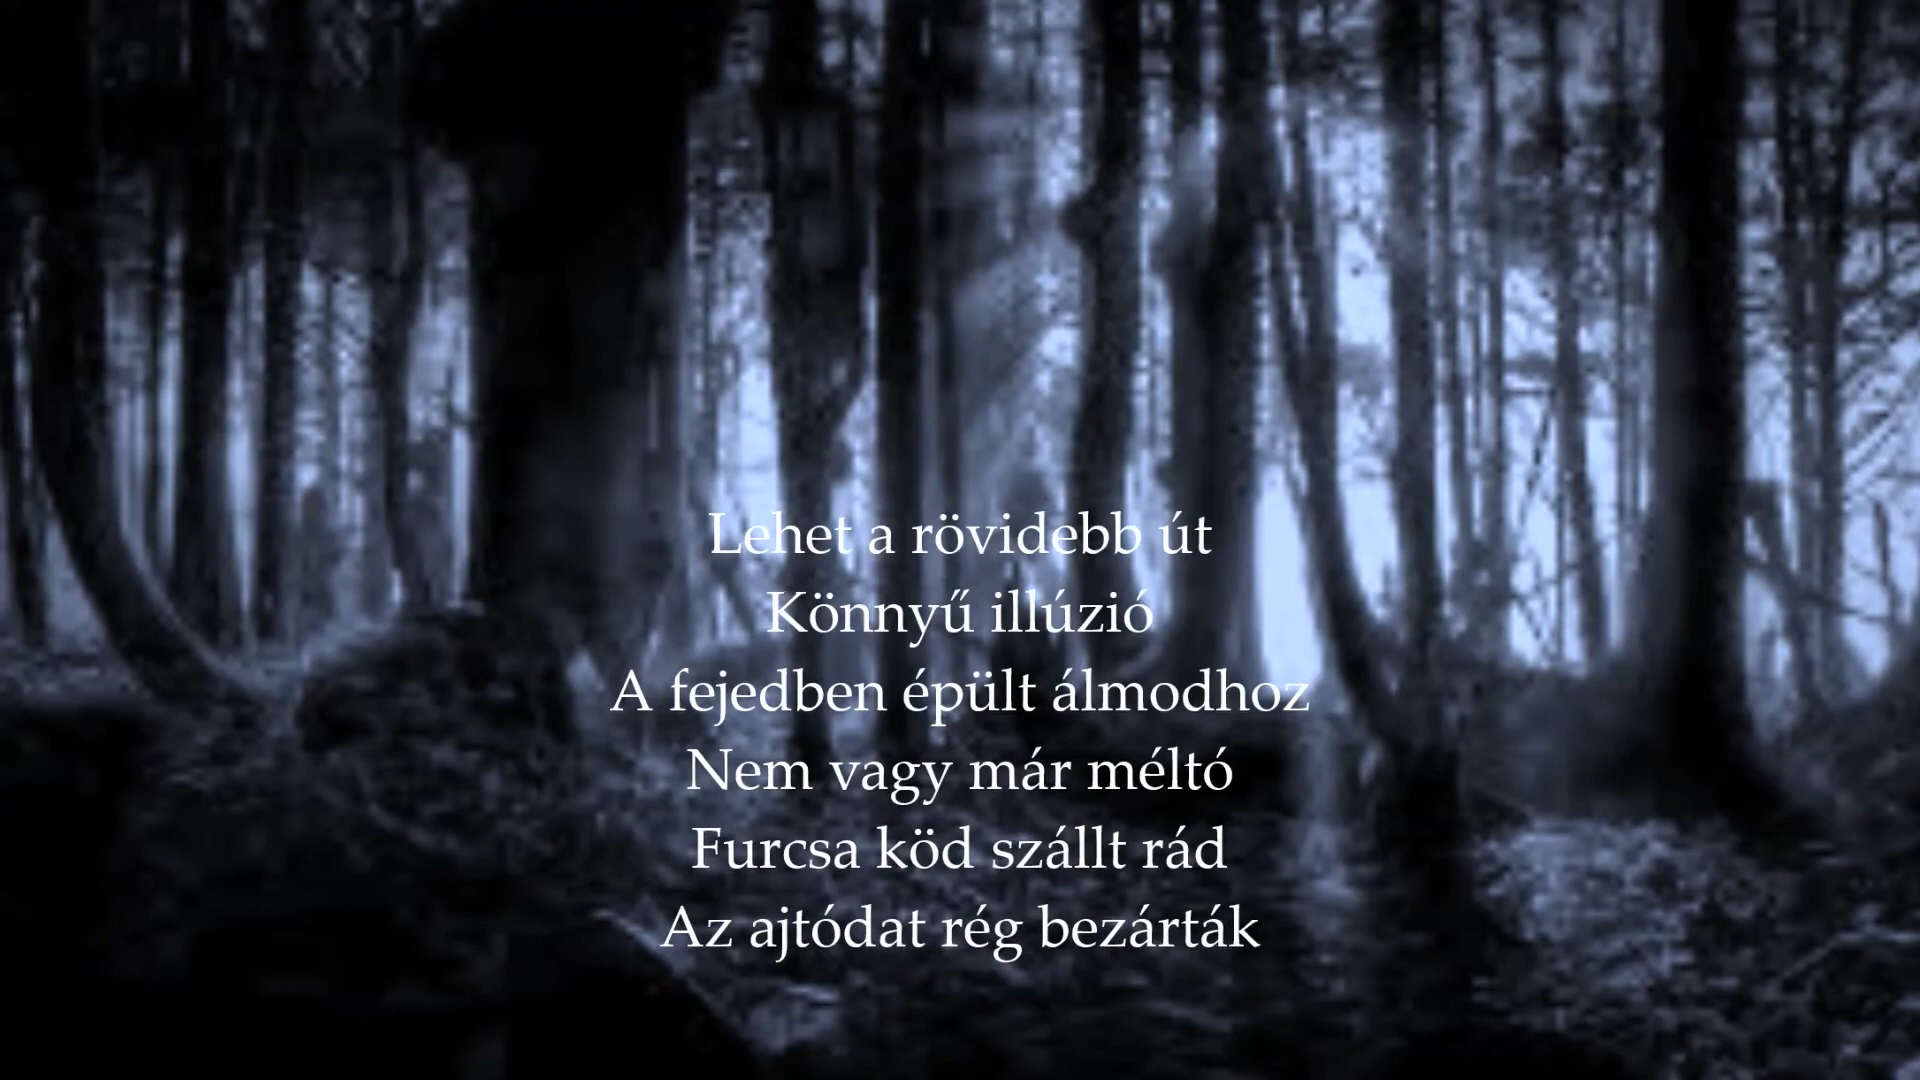 Lehet a rövidebb út
Könnyű illúzió
A fejedben épült álmodhoz
Nem vagy már méltó
Furcsa köd szállt rád
Az ajtódat rég bezárták